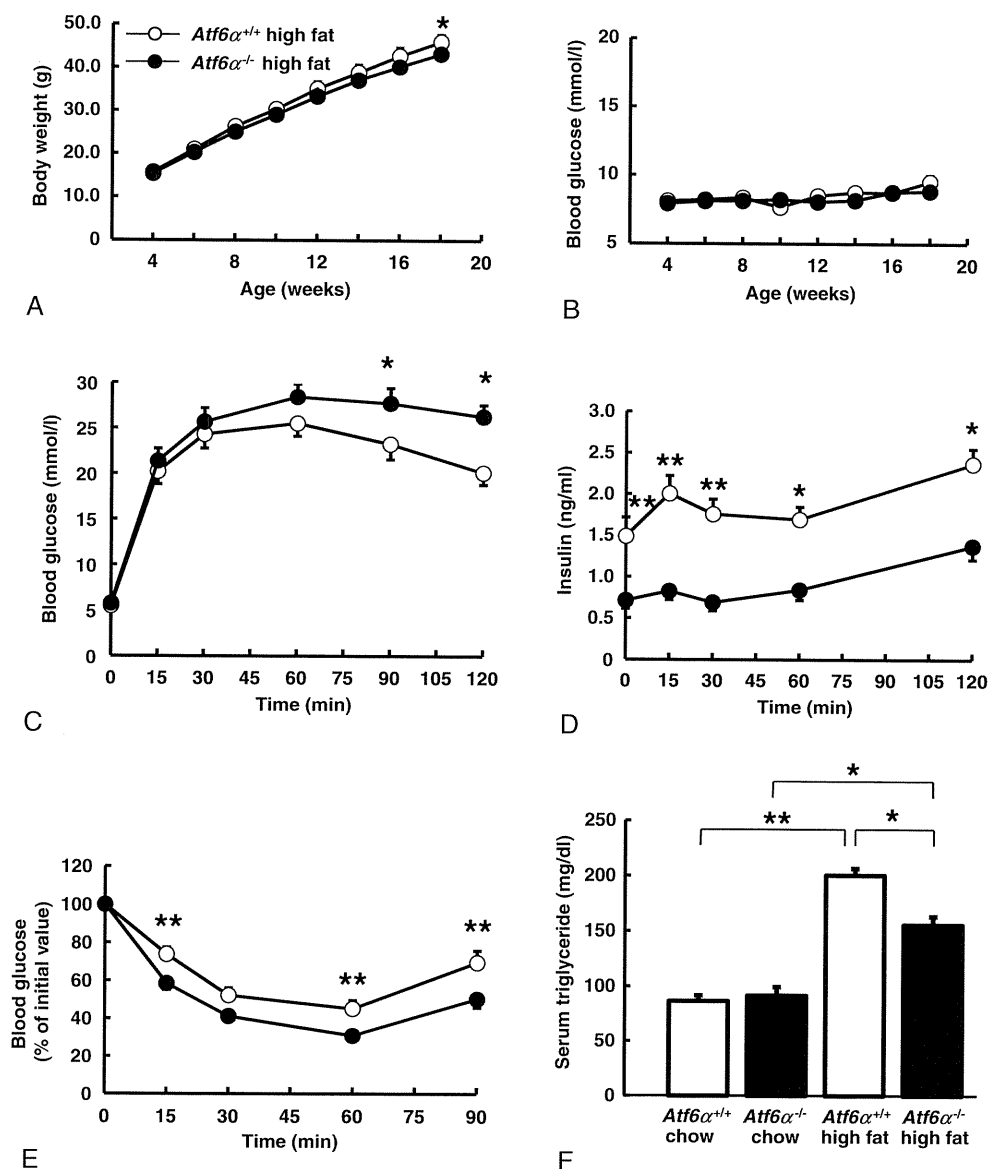 Atf6α+/+ high fat
Atf6α-/- high fat
*
50.0
40.0
30.0
20.0
10.0
0
Body weight (g)
4 8 12 16 20
Age (weeks)
A
20
15
10
5
Blood glucose (mmol/l)
4 8 12 16 20
Age (weeks)
B
* *
30
25
20
15
10
5
0
Blood glucose (mmol/l)
0 15 30 45 60 75 90 105 120
Time (min)
C
** ** ** * *
3.0
2.5
2.0
1.5
1.0
0.5
0
Insulin (ng/ml)
0 15 30 45 60 75 90 105 120
Time (min)
D
** ** **
120
100
80
60
40
20
0
Blood glucose
(% of initial value)
0 15 30 45 60 75 90
Time (min)
E
*
** *
250
200
150
100
50
0
Serum triglyceride (mg/dl)
Atf6α+/+ Atf6α-/- Atf6α+/+ Atf6α-/-
chow chow high fat high fat
F